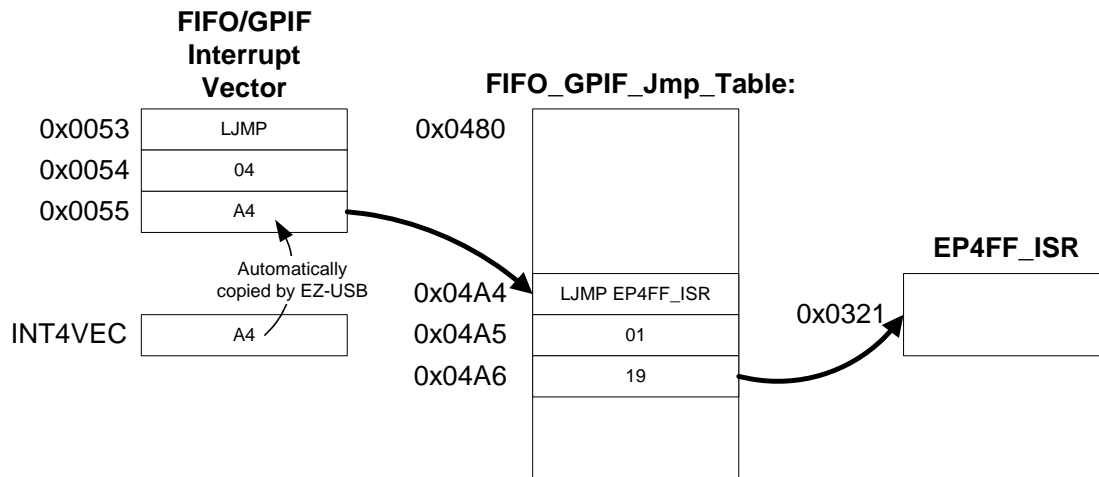 FIFO/GPIF
Interrupt
Vector
FIFO_GPIF_Jmp_Table:
0x0053
LJMP
0x0480
0x0054
04
0x0055
A4
Automatically
copied by EZ-USB
INT4VEC
A4
0x04A4
LJMP EP4FF_ISR
0x04A5
01
0x04A6
19
EP4FF_ISR
0x0321